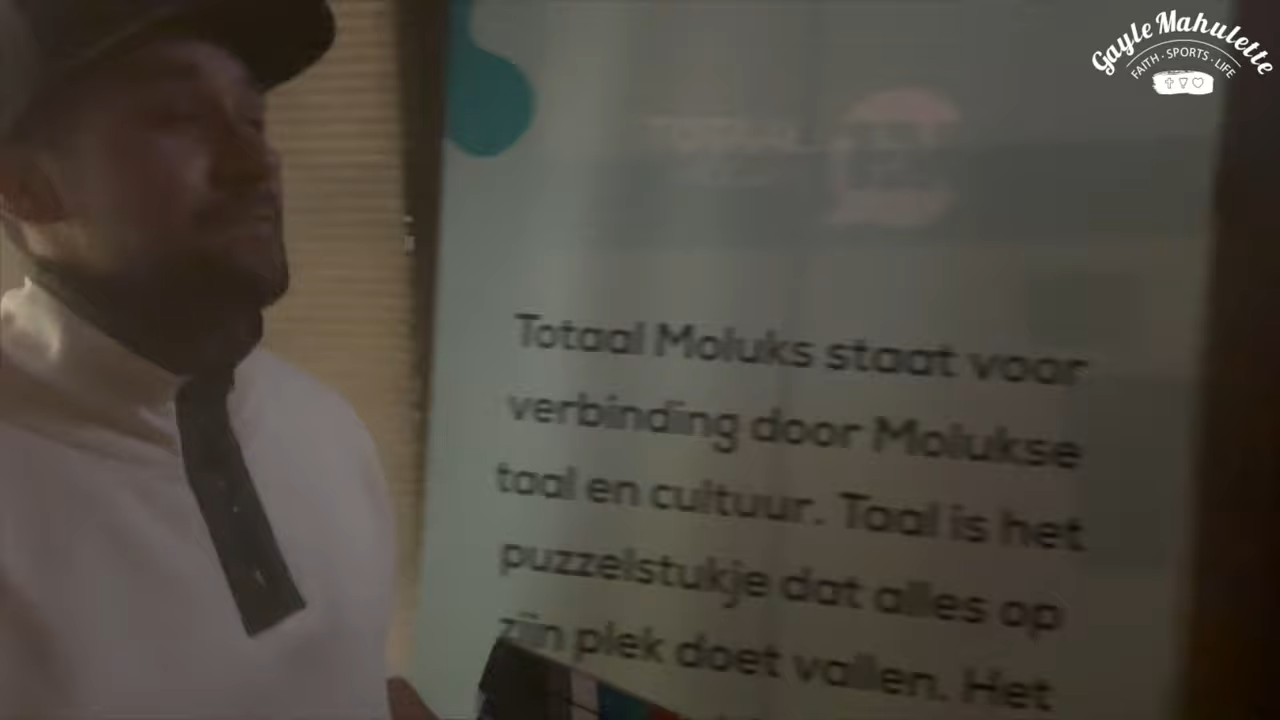 Gayle Mahulette
FAITH · SPORTS · LIFE
Totaal Moluks staat voor
verbinding door Molukse
taal en cultuur. Taal is het
puzzelstukje dat alles op
zijn plek doet vallen. Het